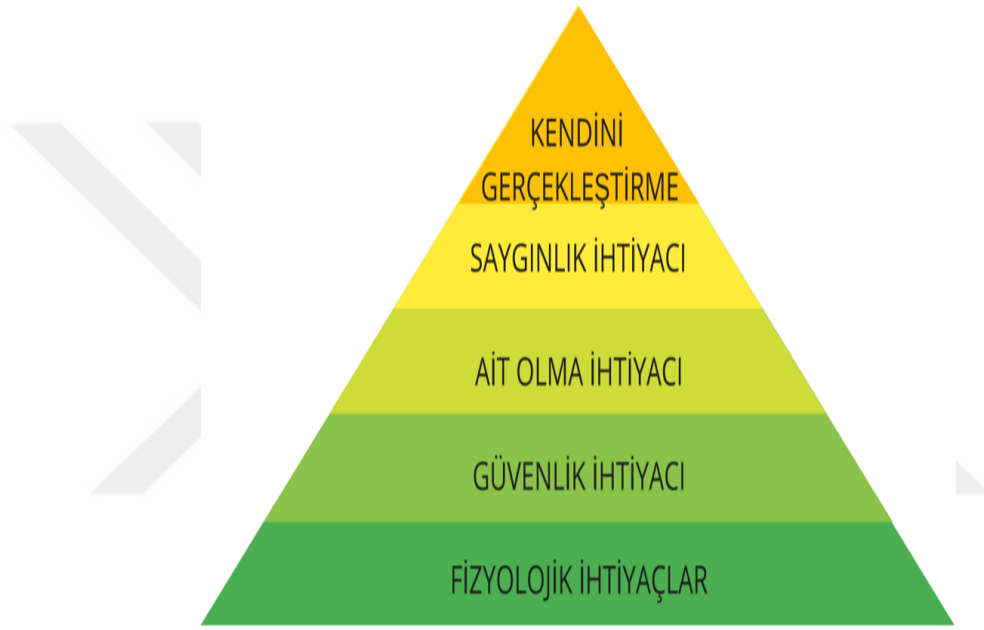 KENDİNİ
GERÇEKLEŞTİRME
SAYGINLIK İHTİYACI
AİT OLMA İHTİYACI
GÜVENLİK İHTİYACI
FİZYOLOJİK İHTİYAÇLAR